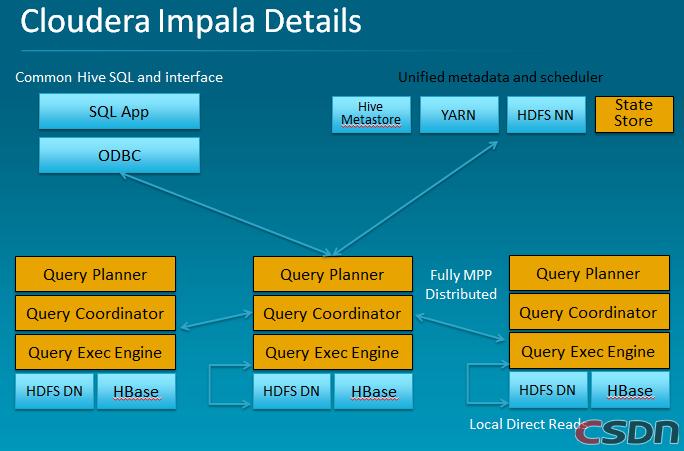 Cloudera Impala Details
Common Hive SQL and interface
Unified metadata and scheduler
SQL App
ODBC
Hive
Metastore
YARN
HDFS NN
State
Store
Query Planner
Query Coordinator
Query Exec Engine
HDFS DN
HBase
Query Planner
Query Coordinator
Query Exec Engine
HDFS DN
HBase
Fully MPP
Distributed
Query Planner
Query Coordinator
Query Exec Engine
HDFS DN
HBase
Local Direct Reads
CSDN